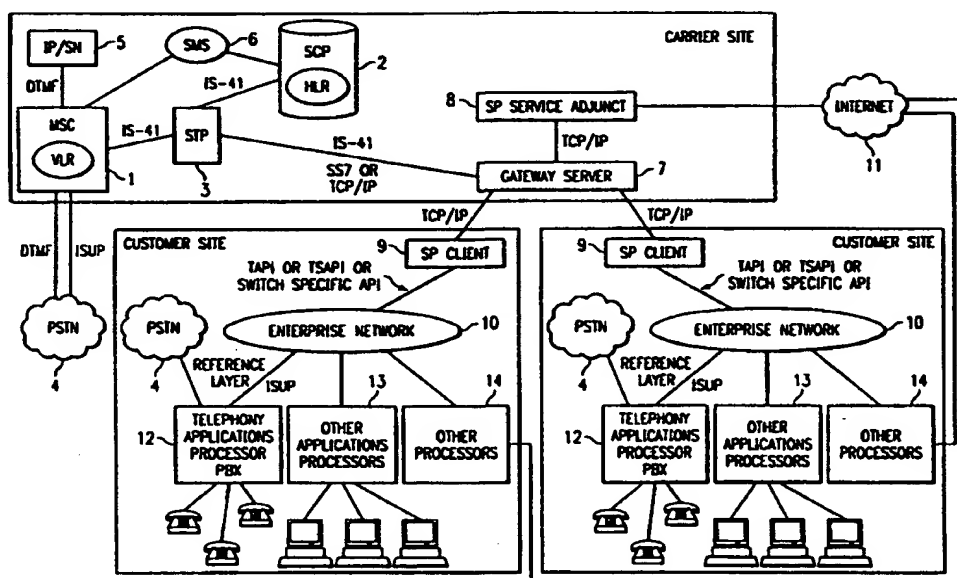 CARRIER SITE
IP/SN
5
SMS
6
SCP
HLR
2
DTMF
IS-41
MSC
VLR
1
IS-41
STP
3
IS-41
SS7 OR
TCP/IP
8
SP SERVICE ADJUNCT
TCP/IP
GATEWAY SERVER
7
INTERNET
11
DTMF
ISUP
PSTN
4
TCP/IP
TCP/IP
CUSTOMER SITE
9
SP CLIENT
TAPI OR TSAPI OR
SWITCH SPECIFIC API
ENTERPRISE NETWORK
10
PSTN
4
REFERENCE
LAYER
ISUP
12
TELEPHONY
APPLICATIONS
PROCESSOR
PBX
13
OTHER
APPLICATIONS
PROCESSORS
14
OTHER
PROCESSORS
CUSTOMER SITE
9
SP CLIENT
TAPI OR TSAPI OR
SWITCH SPECIFIC API
ENTERPRISE NETWORK
10
PSTN
4
REFERENCE
LAYER
ISUP
12
TELEPHONY
APPLICATIONS
PROCESSOR
PBX
13
OTHER
APPLICATIONS
PROCESSORS
14
OTHER
PROCESSORS